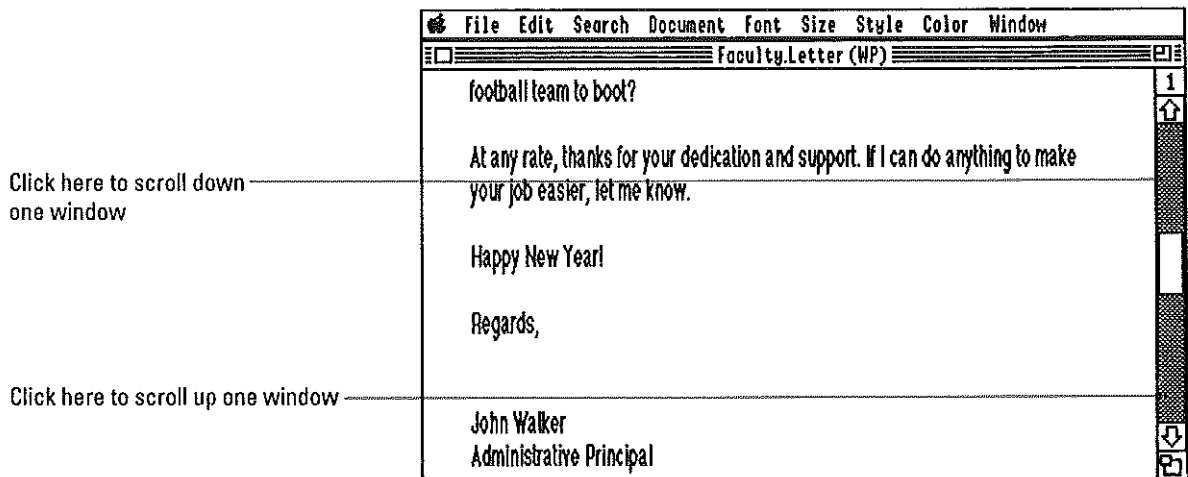 File Edit Search Document Font Size Style Color Window
Faculty.Letter (WP)
1
football team to boot?
At any rate, thanks for your dedication and support. If I can do anything to make
your job easier, let me know.
Happy New Year!
Regards,
John Walker
Administrative Principal
Click here to scroll down
one window
Click here to scroll up one window